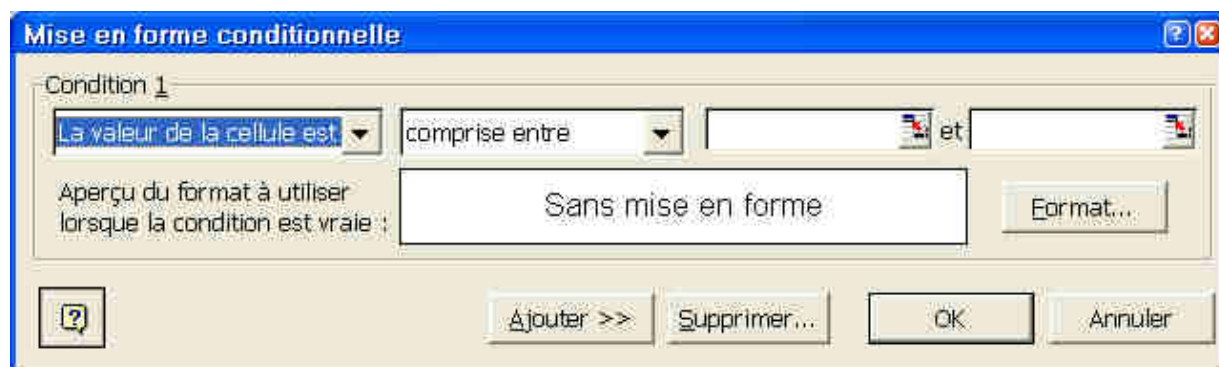 Mise en forme conditionnelle
Condition 1
La valeur de la cellule est comprise entre et
Aperçu du format à utiliser
lorsque la condition est vraie :
Sans mise en forme
Format...
Ajouter >> Supprimer... OK Annuler